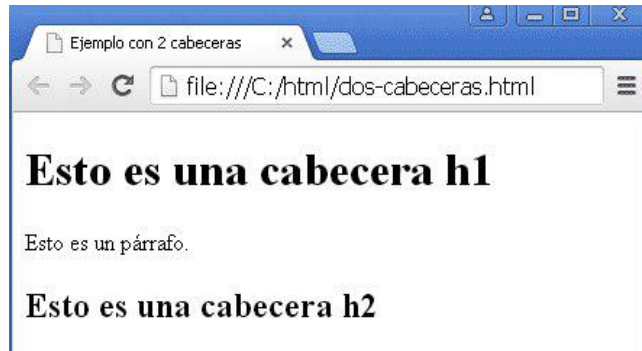 Ejemplo con 2 cabeceras
file:///C:/html/dos-cabeceras.html
Esto es una cabecera h1
Esto es un párrafo.
Esto es una cabecera h2